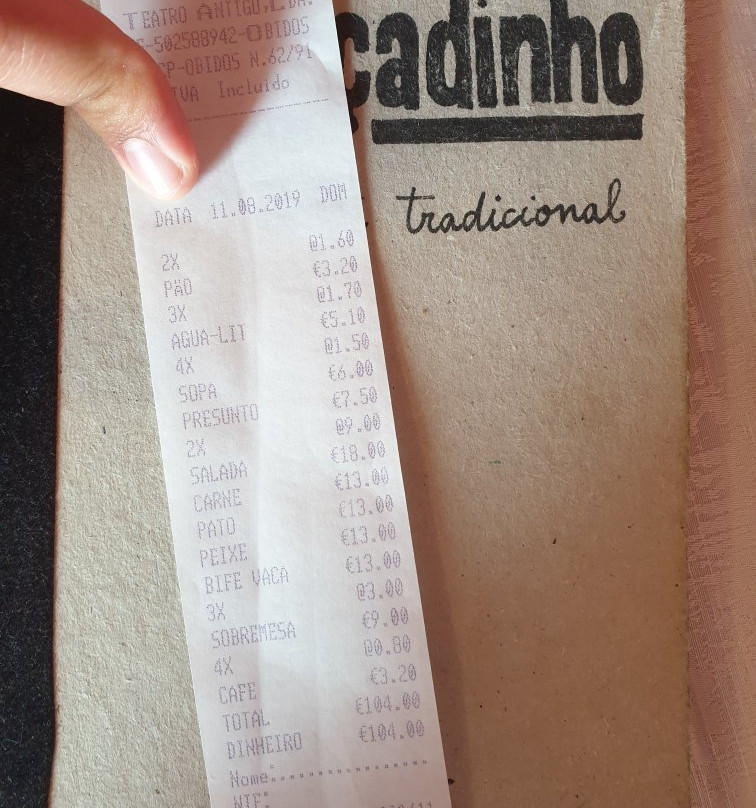 TEATRO ANTIGO,LDA.
-502588942-OBIDOS
CP-OBIDOS N.62/91
IVA Incluido
DATA 11.08.2019 DOM
2X @1.60
PÃO €3.20
3X @1.70
AGUA-LIT €5.10
4X @1.50
SOPA €6.00
PRESUNTO €7.50
2X @9.00
SALADA €18.00
CARNE €13.00
PATO €13.00
PEIXE €13.00
BIFE VACA €13.00
3X @3.00
SOBREMESA €9.00
4X @0.80
CAFE €3.20
TOTAL €104.00
DINHEIRO €104.00
Nome:
NIF:
çadinho
tradicional